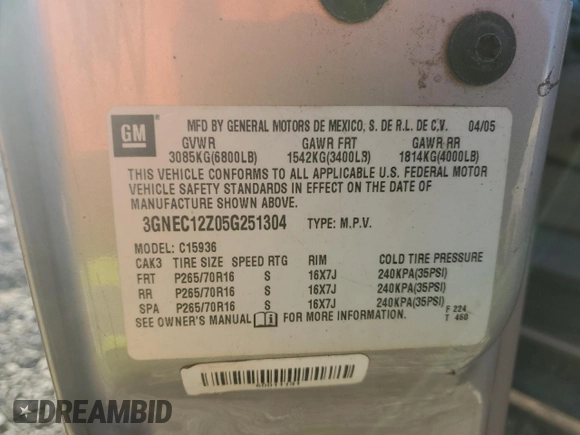 GM
MFD BY GENERAL MOTORS DE MEXICO, S. DE R.L. DE C.V. 04/05
GVWR GAWR FRT GAWR RR
3085KG(6800LB) 1542KG(3400LB) 1814KG(4000LB)
THIS VEHICLE CONFORMS TO ALL APPLICABLE U.S. FEDERAL MOTOR
VEHICLE SAFETY STANDARDS IN EFFECT ON THE DATE OF
MANUFACTURE SHOWN ABOVE.
3GNEC12Z05G251304 TYPE: M.P.V.
MODEL: C15936
CAK3 TIRE SIZE SPEED RTG RIM COLD TIRE PRESSURE
FRT P265/70R16 S 16X7J 240KPA(35PSI)
RR P265/70R16 S 16X7J 240KPA(35PSI)
SPA P265/70R16 S 16X7J 240KPA(35PSI)
SEE OWNER'S MANUAL FOR MORE INFORMATION. F 224
T 450
DREAMBID